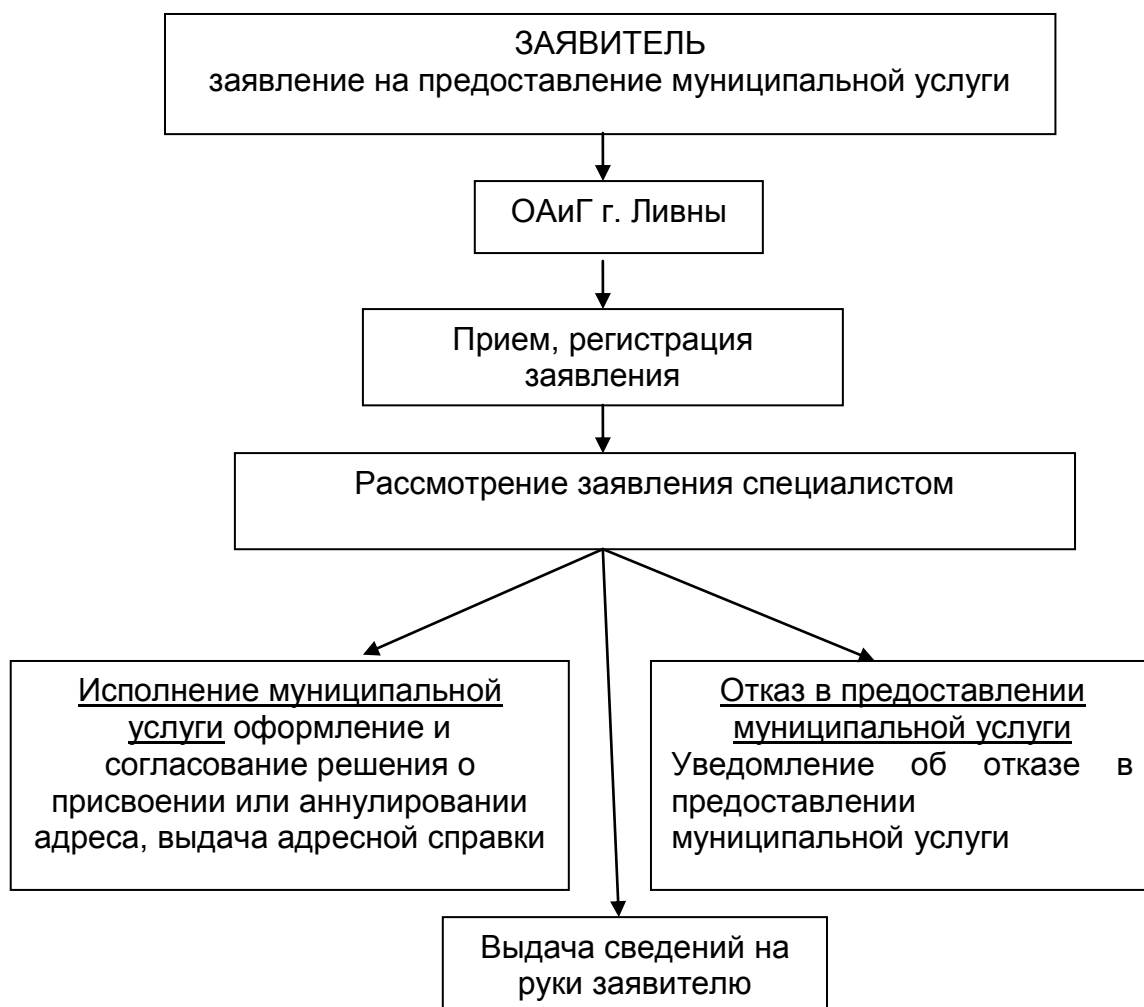 ЗАЯВИТЕЛЬ
заявление на предоставление муниципальной услуги
ОАиГ г. Ливны
Прием, регистрация
заявления
Рассмотрение заявления специалистом
Исполнение муниципальной
услуги оформление и
согласование решения о
присвоении или аннулировании
адреса, выдача адресной справки
Отказ в предоставлении
муниципальной услуги
Уведомление об отказе в
предоставлении
муниципальной услуги
Выдача сведений на
руки заявителю